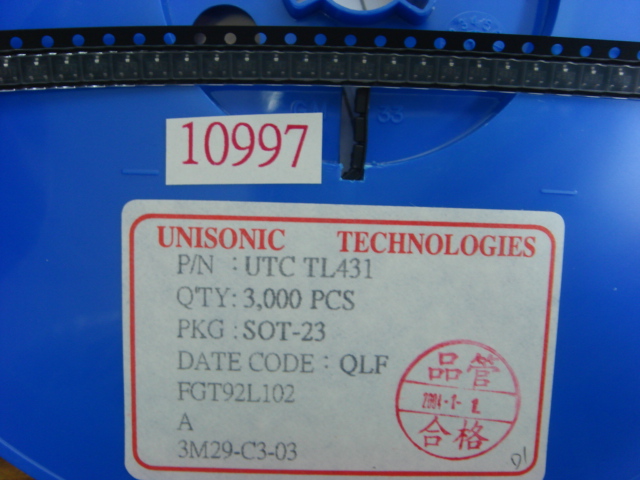 10997
UNISONIC TECHNOLOGIES
P/N : UTC TL431
Q'TY: 3,000 PCS
PKG : SOT-23
DATE CODE : QLF
FGT92L102
A
3M29-C3-03
品管
合格